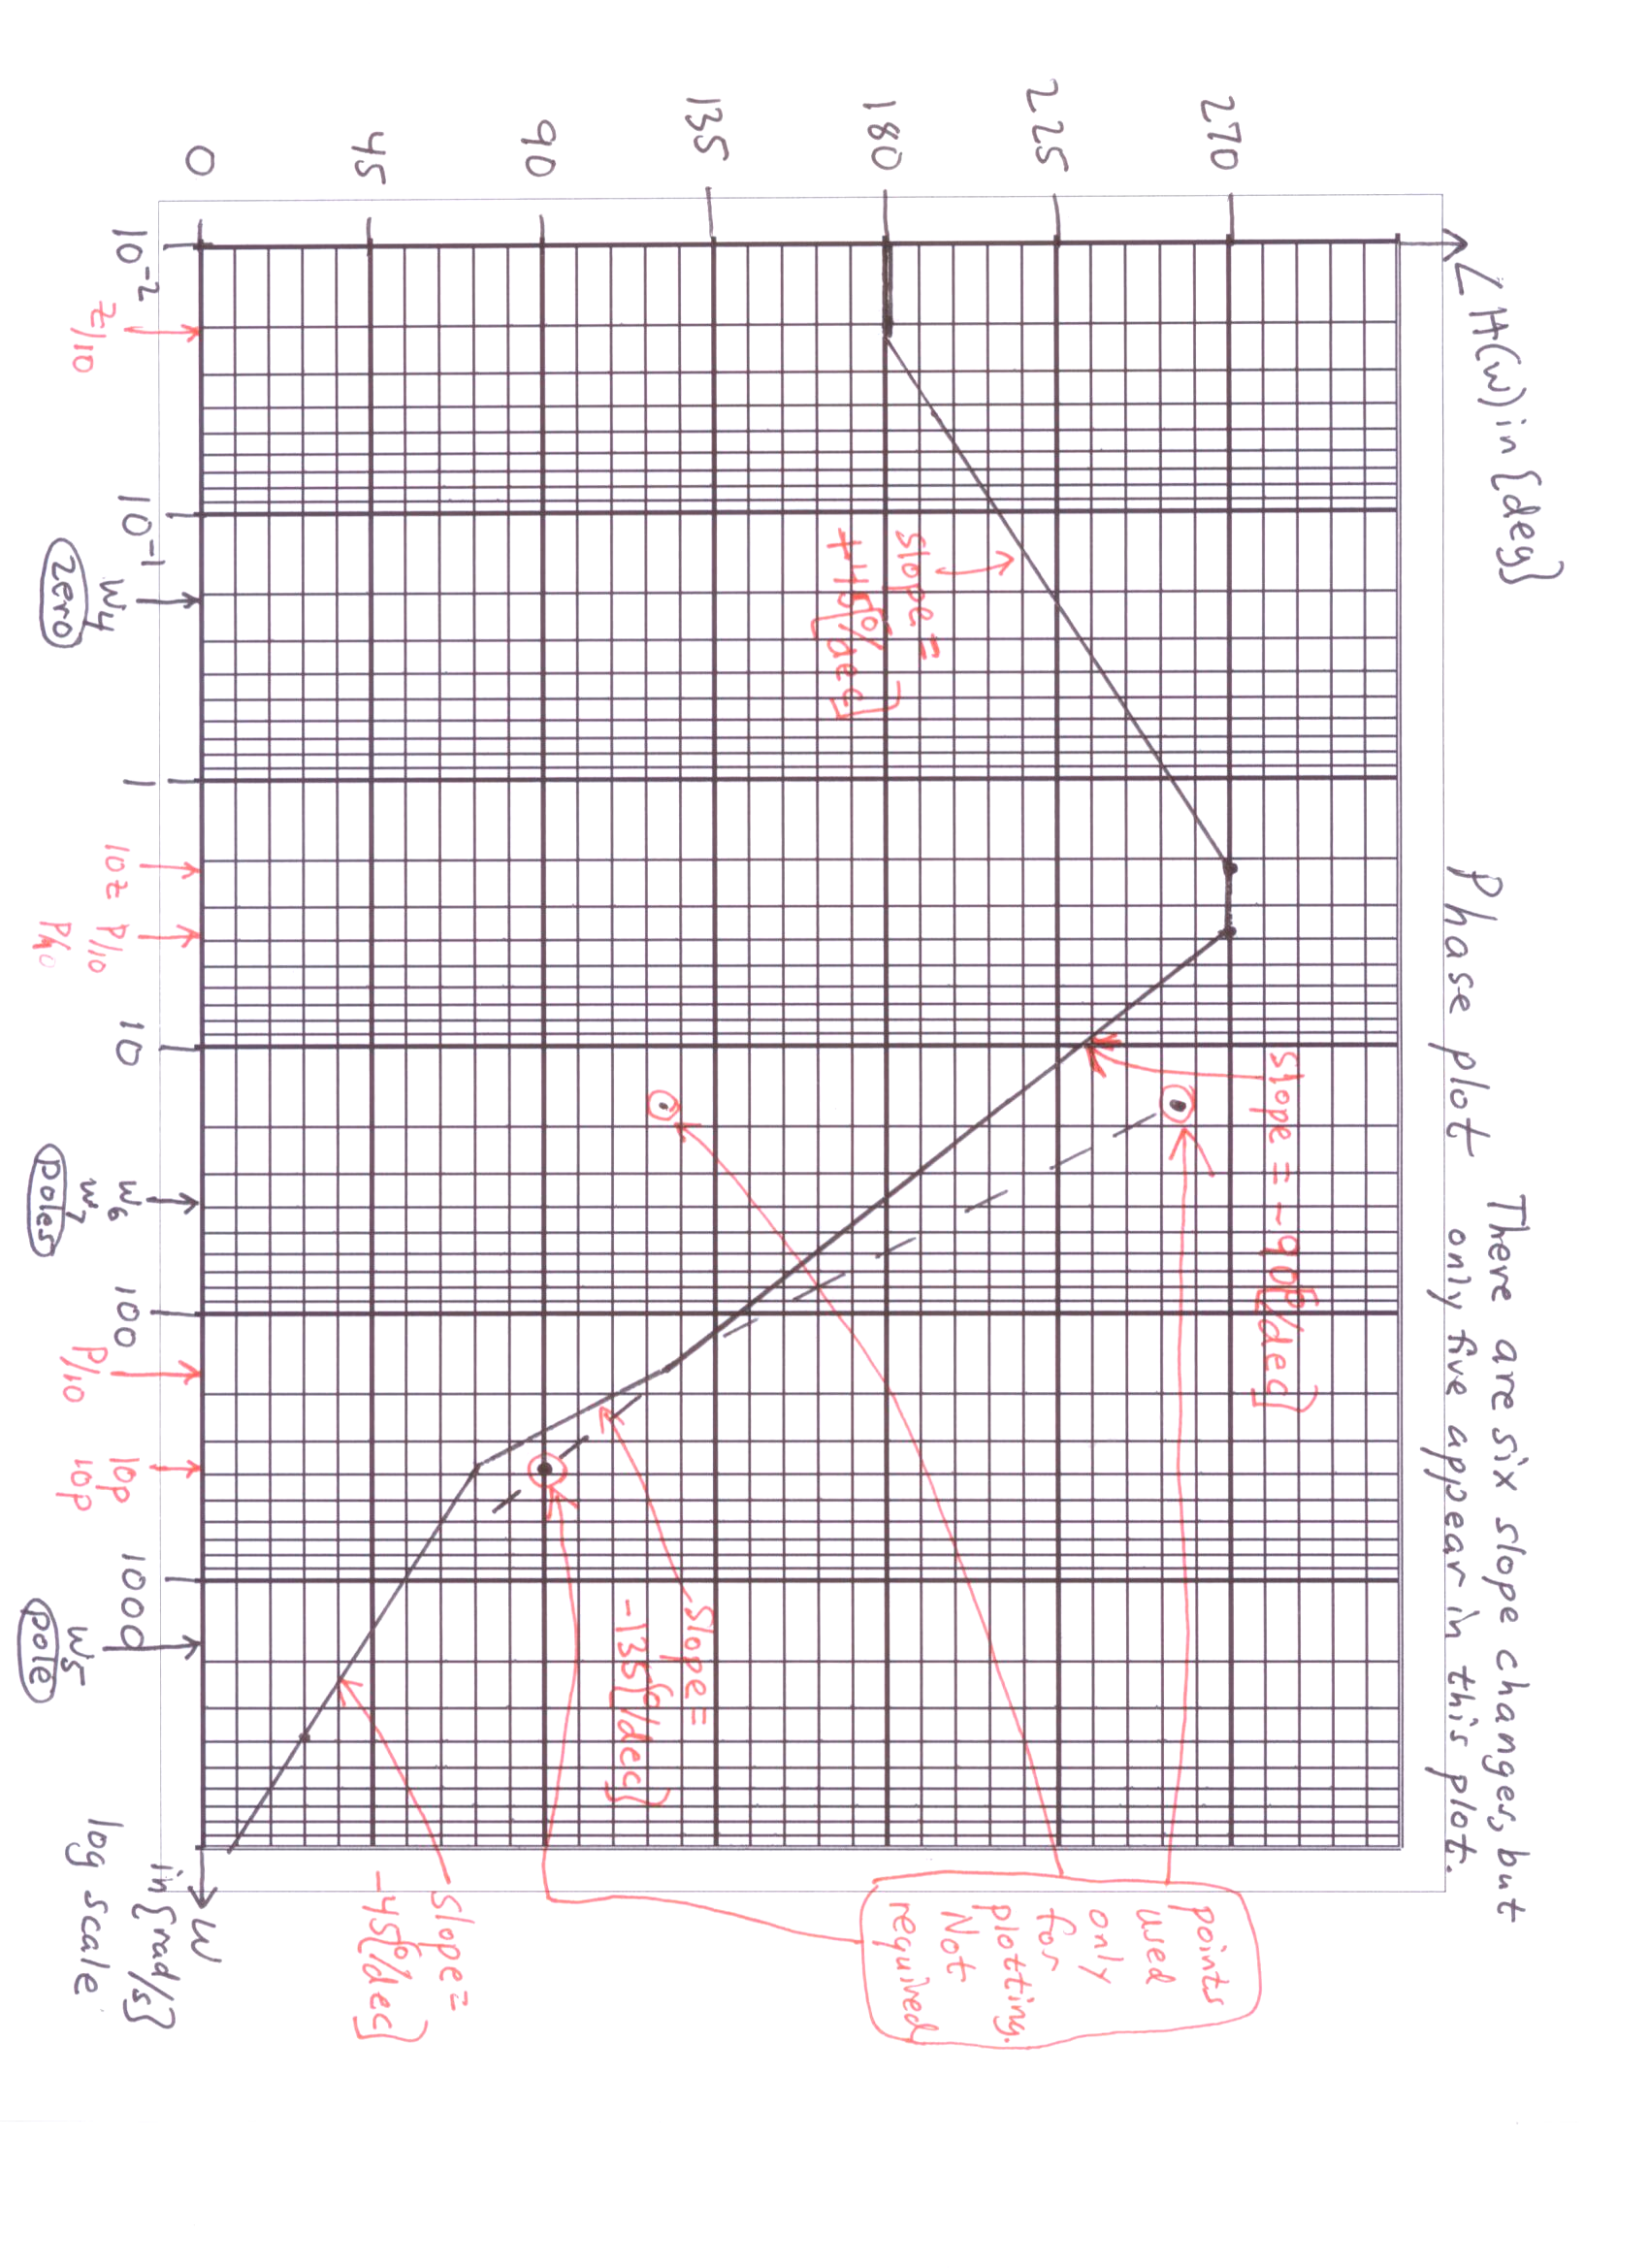 Phase plot There are six slope changes, but
only five appear in this plot.
∠H(ω) in {deg}
270
225
180
135
90
45
0
slope =
+45[°/dec]
Slope = -90[°/dec]
Slope =
-135[°/dec]
slope =
-45[°/dec]
points
used
only
for
plotting.
Not
required
10⁻²
10⁻¹
1
10
100
1000
ω
in {rad/s}
log scale
z/10
ω4
zero
10z
p/10
p/10
ω6
ω7
poles
p/10
10p
10p
ω5
pole